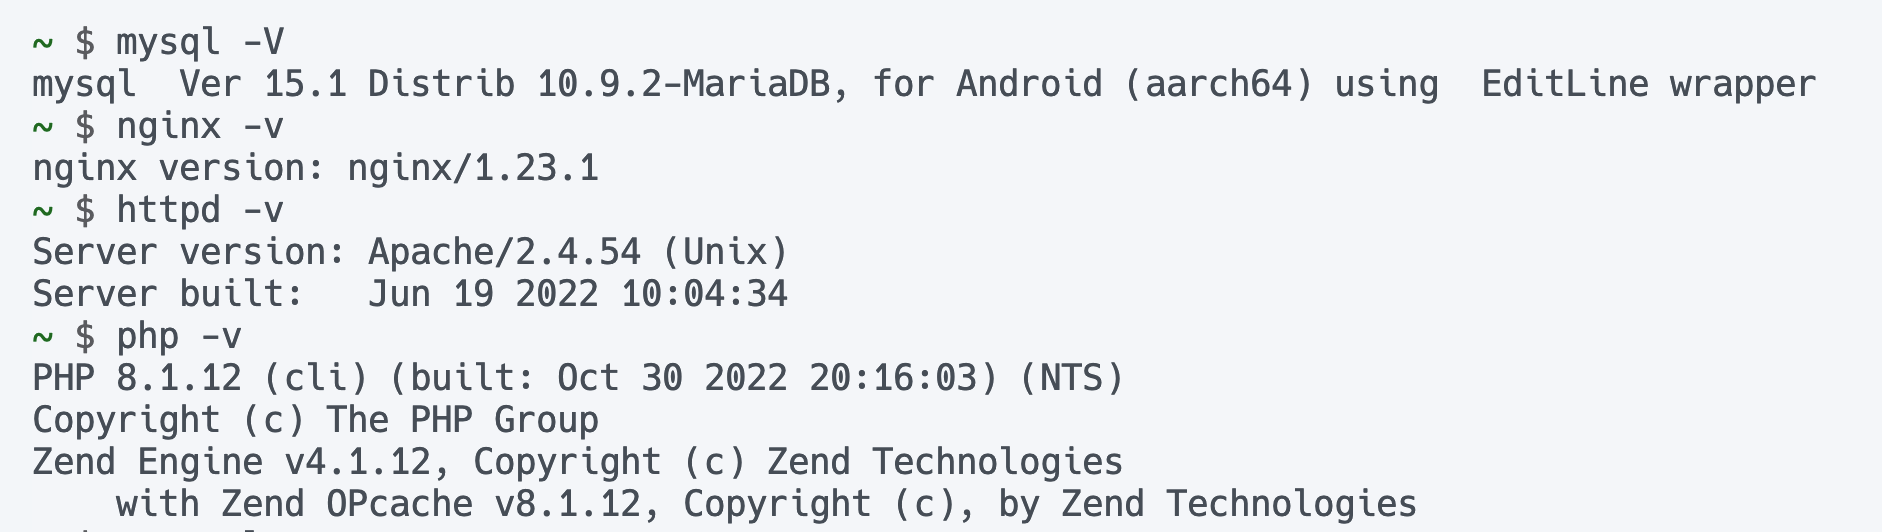 ~ $ mysql -V
mysql  Ver 15.1 Distrib 10.9.2-MariaDB, for Android (aarch64) using  EditLine wrapper
~ $ nginx -v
nginx version: nginx/1.23.1
~ $ httpd -v
Server version: Apache/2.4.54 (Unix)
Server built:   Jun 19 2022 10:04:34
~ $ php -v
PHP 8.1.12 (cli) (built: Oct 30 2022 20:16:03) (NTS)
Copyright (c) The PHP Group
Zend Engine v4.1.12, Copyright (c) Zend Technologies
    with Zend OPcache v8.1.12, Copyright (c), by Zend Technologies